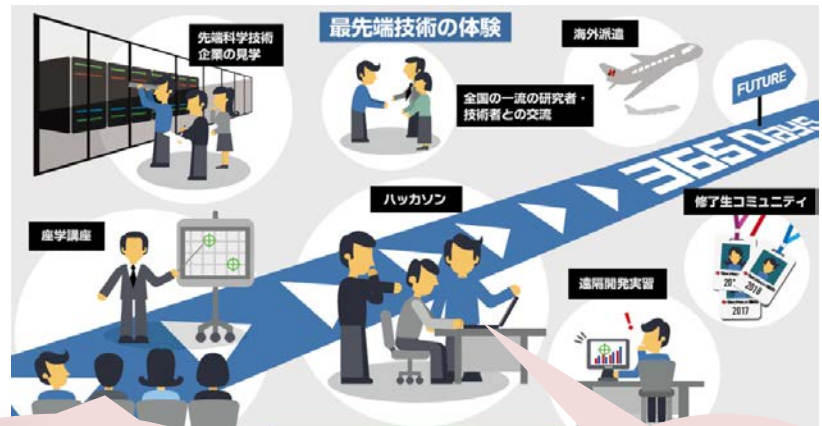 先端科学技術
企業の見学
最先端技術の体験
海外派遣
全国の一流の研究者・
技術者との交流
FUTURE
365 Days
ハッカソン
修了生コミュニティ
座学講座
遠隔開発実習
2018
2017